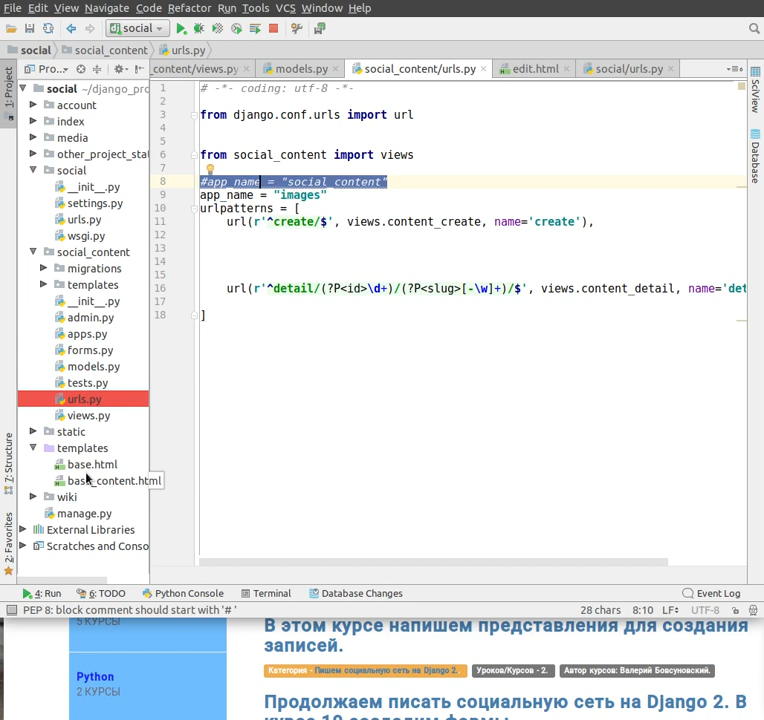 File Edit View Navigate Code Refactor Run Tools VCS Window Help
social
social social_content urls.py
1: Project
Pro...
content/views.py models.py social_content/urls.py edit.html social/urls.py
social ~/django_pro
account
index
media
other_project_stat
social
__init__.py
settings.py
urls.py
wsgi.py
social_content
migrations
templates
__init__.py
admin.py
apps.py
forms.py
models.py
tests.py
urls.py
views.py
static
templates
base.html
base_content.html
wiki
manage.py
External Libraries
Scratches and Conso
7: Structure
2: Favorites
1 # -*- coding: utf-8 -*-
2
3 from django.conf.urls import url
4
5
6 from social_content import views
7
8 #app_name = "social_content"
9 app_name = "images"
10 urlpatterns = [
11 url(r'^create/$', views.content_create, name='create'),
12
13
14
15
16 url(r'^detail/(?P<id>\d+)/(?P<slug>[-\w]+)/$', views.content_detail, name='det
17
18 ]
SciView
Database
4: Run 6: TODO Python Console Terminal Database Changes Event Log
PEP 8: block comment should start with '# ' 28 chars 8:10 LF UTF-8
5 КУРСЫ
Python
2 КУРСЫ
В этом курсе напишем представления для создания
записей.
Категория - Пишем социальную сеть на Django 2. Уроков/Курсов - 2. Автор курсов: Валерий Бовсуновский.
Продолжаем писать социальную сеть на Django 2. В